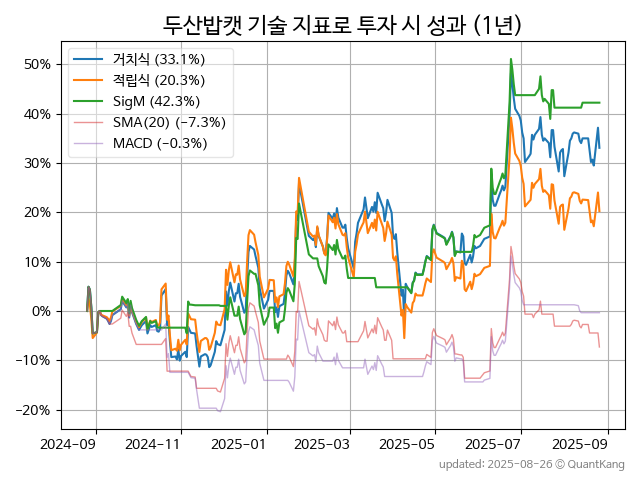 두산밥캣 기술 지표로 투자 시 성과 (1년)
거치식 (33.1%)
적립식 (20.3%)
SigM (42.3%)
SMA(20) (−7.3%)
MACD (−0.3%)
50%
40%
30%
20%
10%
0%
−10%
−20%
2024−09
2024−11
2025−01
2025−03
2025−05
2025−07
2025−09
updated: 2025-08-26 ⓒ QuantKang